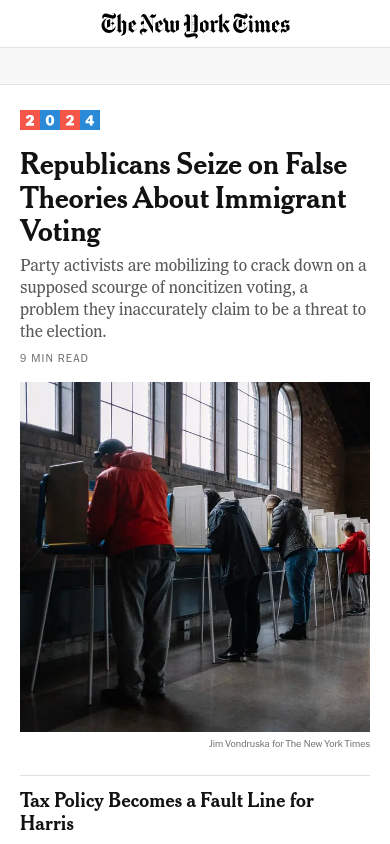 The New York Times
2024
Republicans Seize on False
Theories About Immigrant
Voting
Party activists are mobilizing to crack down on a
supposed scourge of noncitizen voting, a
problem they inaccurately claim to be a threat to
the election.
9 MIN READ
Jim Vondruska for The New York Times
Tax Policy Becomes a Fault Line for
Harris